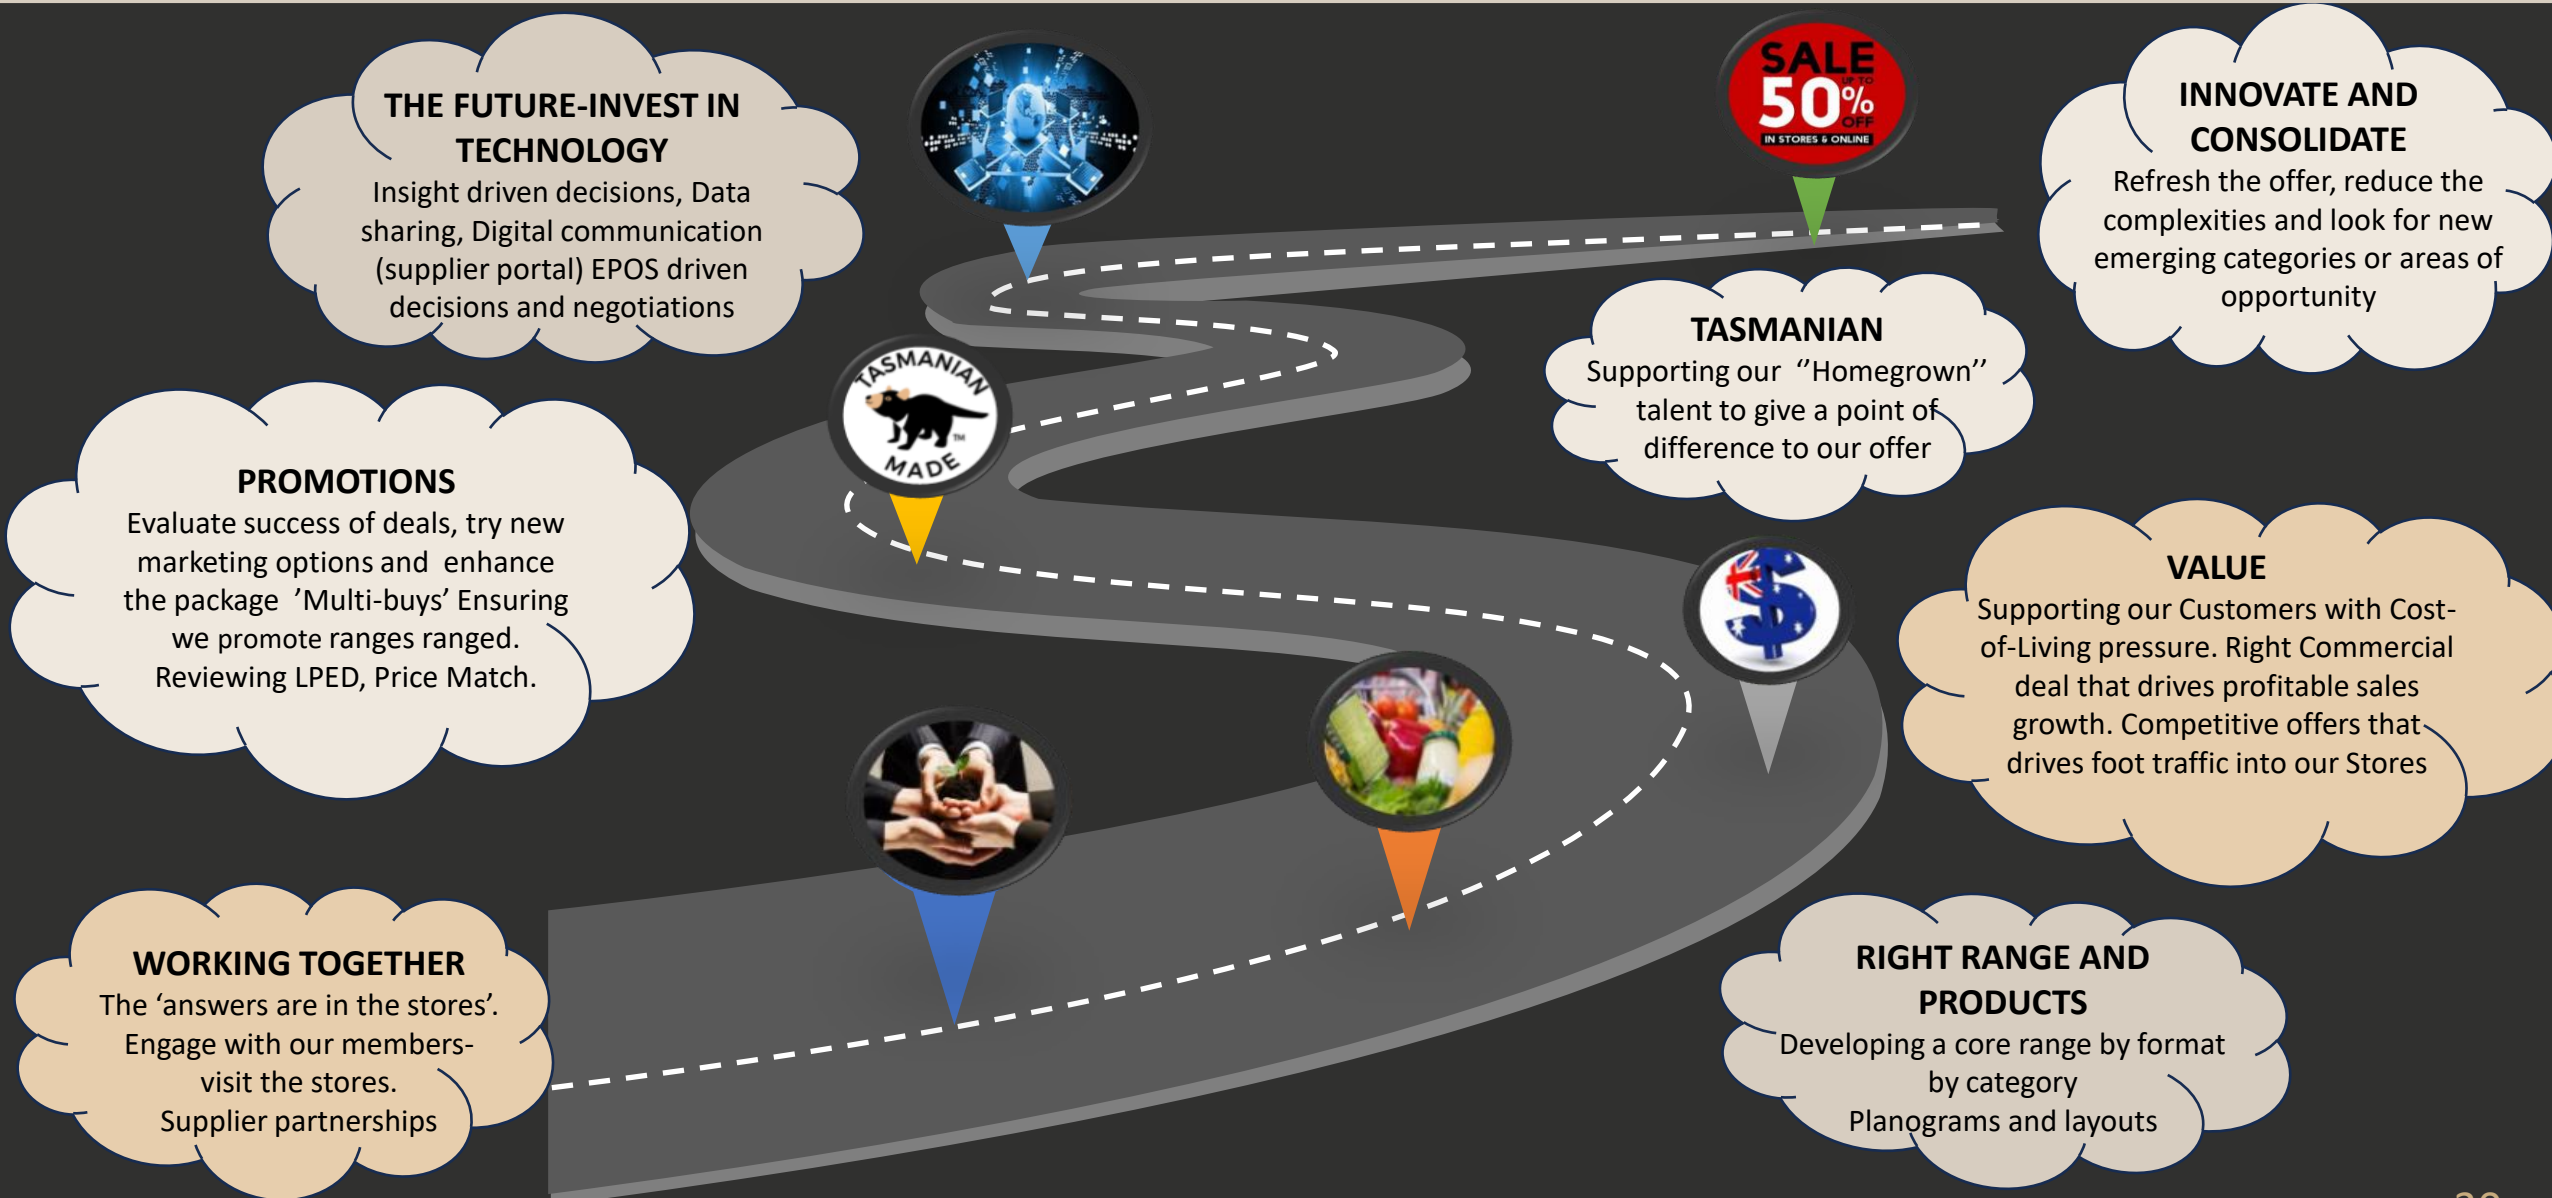 THE FUTURE-INVEST IN
TECHNOLOGY
Insight driven decisions, Data
sharing, Digital communication
(supplier portal) EPOS driven
decisions and negotiations
SALE
UP TO
50%
OFF
IN STORES & ONLINE
INNOVATE AND
CONSOLIDATE
Refresh the offer, reduce the
complexities and look for new
emerging categories or areas of
opportunity
TASMANIAN
MADE
TM
TASMANIAN
Supporting our ‘’Homegrown’’
talent to give a point of
difference to our offer
PROMOTIONS
Evaluate success of deals, try new
marketing options and enhance
the package ’Multi-buys’ Ensuring
we promote ranges ranged.
Reviewing LPED, Price Match.
VALUE
Supporting our Customers with Cost-
of-Living pressure. Right Commercial
deal that drives profitable sales
growth. Competitive offers that
drives foot traffic into our Stores
$
WORKING TOGETHER
The ‘answers are in the stores’.
Engage with our members-
visit the stores.
Supplier partnerships
RIGHT RANGE AND
PRODUCTS
Developing a core range by format
by category
Planograms and layouts